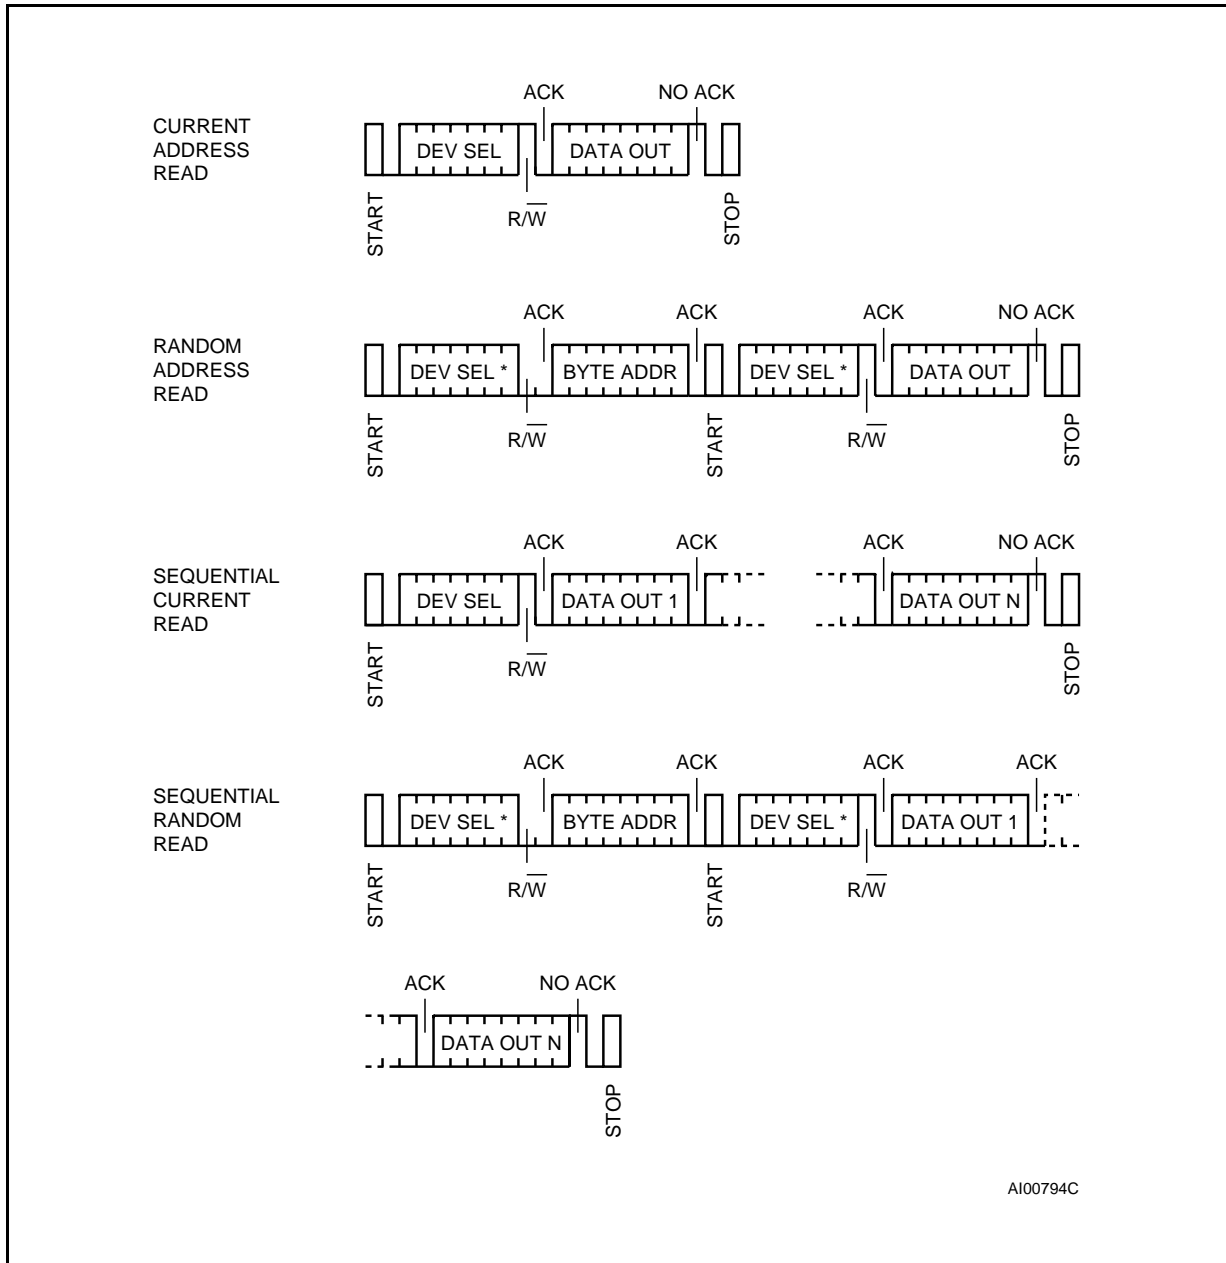 ACK NO ACK
CURRENT
ADDRESS
READ
DEV SEL DATA OUT
START R/W̅ STOP
ACK ACK ACK NO ACK
RANDOM
ADDRESS
READ
DEV SEL * BYTE ADDR DEV SEL * DATA OUT
START R/W̅ START R/W̅ STOP
ACK ACK ACK NO ACK
SEQUENTIAL
CURRENT
READ
DEV SEL DATA OUT 1 DATA OUT N
START R/W̅ STOP
ACK ACK ACK ACK
SEQUENTIAL
RANDOM
READ
DEV SEL * BYTE ADDR DEV SEL * DATA OUT 1
START R/W̅ START R/W̅
ACK NO ACK
DATA OUT N
STOP
AI00794C